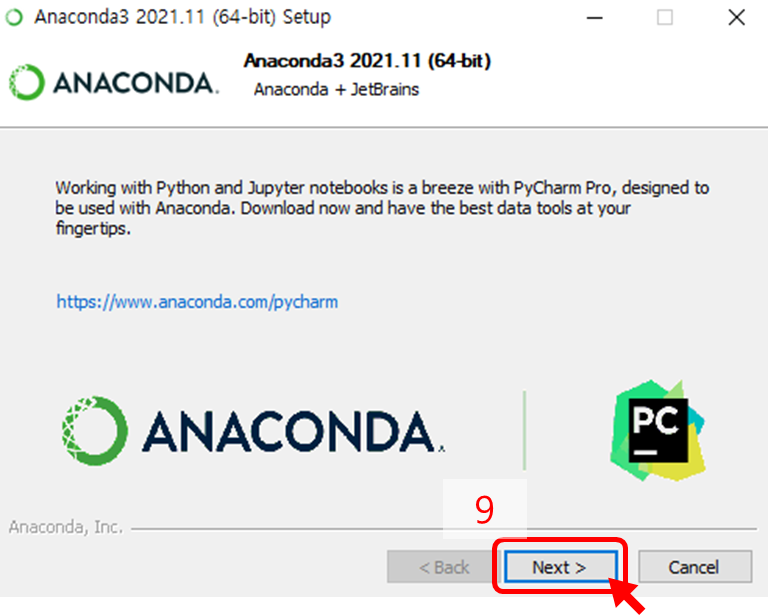 Anaconda3 2021.11 (64-bit) Setup
Anaconda3 2021.11 (64-bit)
ANACONDA.
Anaconda + JetBrains
Working with Python and Jupyter notebooks is a breeze with PyCharm Pro, designed to
be used with Anaconda. Download now and have the best data tools at your
fingertips.
https://www.anaconda.com/pycharm
ANACONDA.
PC
9
Anaconda, Inc.
< Back
Next >
Cancel